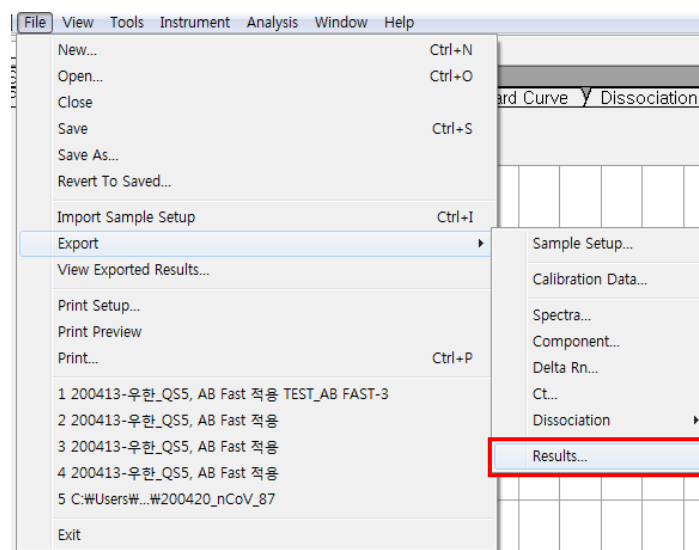 File View Tools Instrument Analysis Window Help
New... Ctrl+N
Open... Ctrl+O
Close
Save Ctrl+S
Save As...
Revert To Saved...
Import Sample Setup Ctrl+I
Export
View Exported Results...
Print Setup...
Print Preview
Print... Ctrl+P
1 200413-우한_QS5, AB Fast 적용 TEST_AB FAST-3
2 200413-우한_QS5, AB Fast 적용
3 200413-우한_QS5, AB Fast 적용
4 200413-우한_QS5, AB Fast 적용
5 C:₩Users₩...₩200420_nCoV_87
Exit
ard Curve Dissociation
Sample Setup...
Calibration Data...
Spectra...
Component...
Delta Rn...
Ct...
Dissociation
Results...